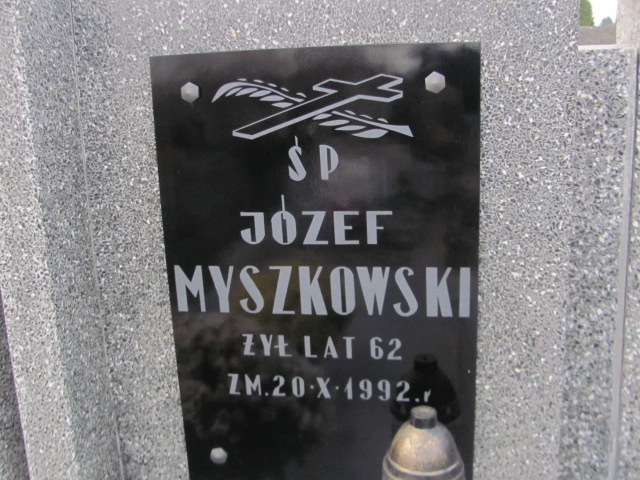 ŚP
JÓZEF
MYSZKOWSKI
ŻYŁ LAT 62
ZM.20·X·1992.r